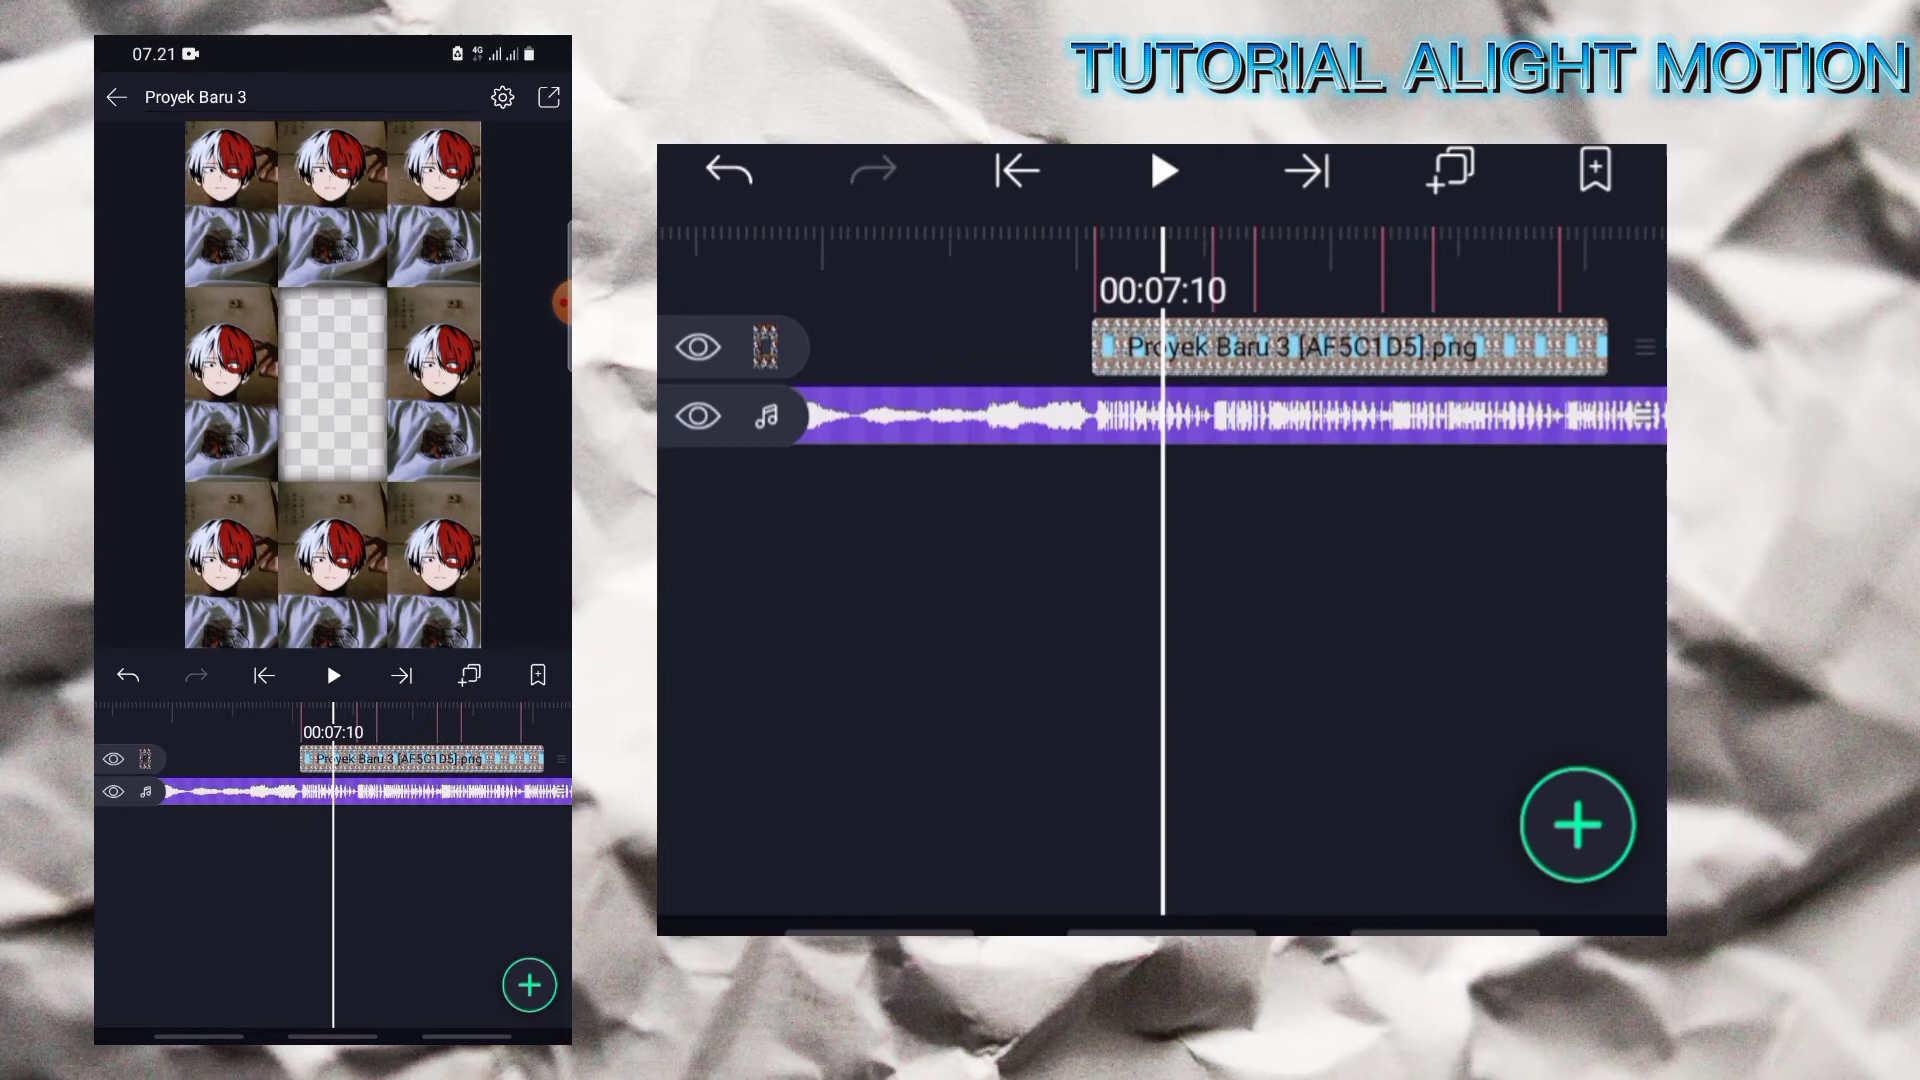 TUTORIAL ALIGHT MOTION
07.21
4G
Proyek Baru 3
00:07:10
Proyek Baru 3 [AF5C1D5].png
00:07:10
Proyek Baru 3 [AF5C1D5].png